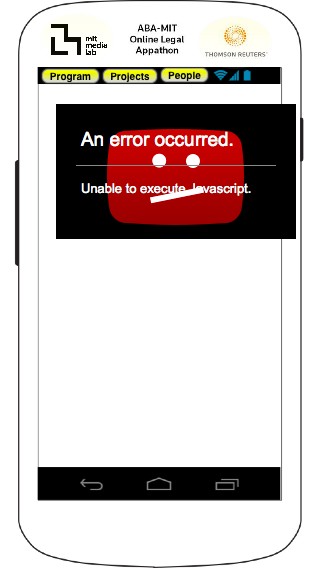 mit
media
lab
ABA-MIT
Online Legal
Appathon
THOMSON REUTERS
Program
Projects
People
An error occurred.
Unable to execute Javascript.